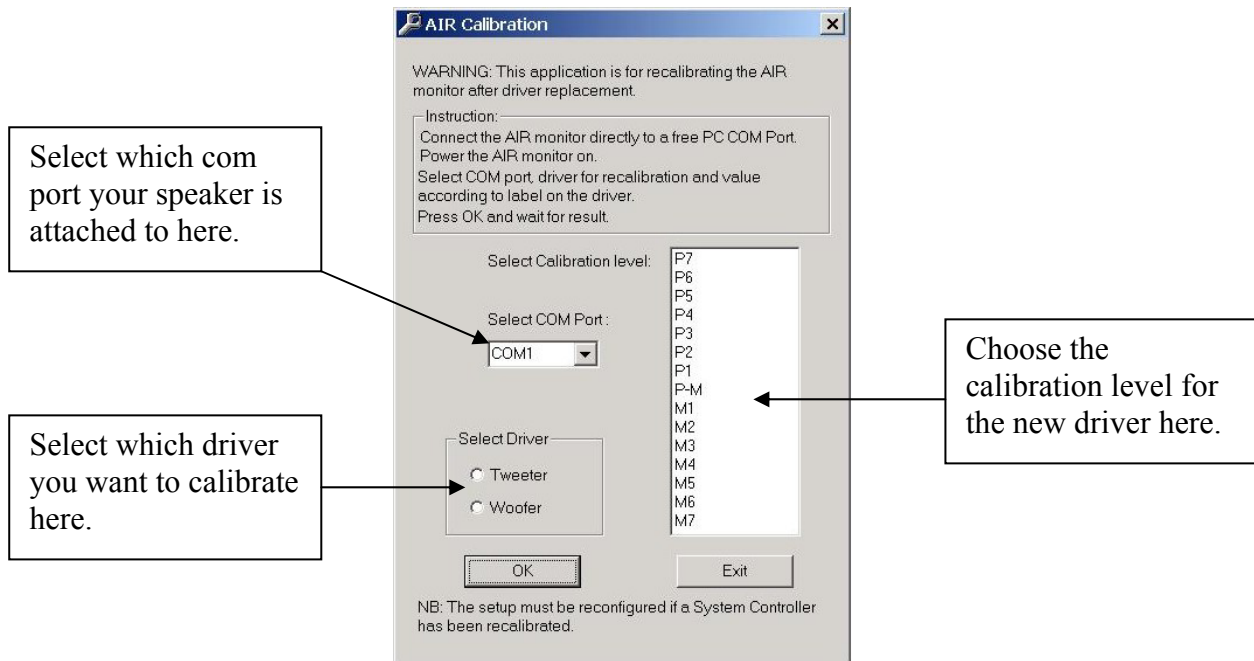 AIR Calibration
WARNING: This application is for recalibrating the AIR
monitor after driver replacement.
Instruction:
Connect the AIR monitor directly to a free PC COM Port.
Power the AIR monitor on.
Select COM port, driver for recalibration and value
according to label on the driver.
Press OK and wait for result.
Select which com
port your speaker is
attached to here.
Select Calibration level:
P7
P6
P5
P4
P3
P2
P1
P-M
M1
M2
M3
M4
M5
M6
M7
Select COM Port :
COM1
Choose the
calibration level for
the new driver here.
Select which driver
you want to calibrate
here.
Select Driver
Tweeter
Woofer
OK
Exit
NB: The setup must be reconfigured if a System Controller
has been recalibrated.